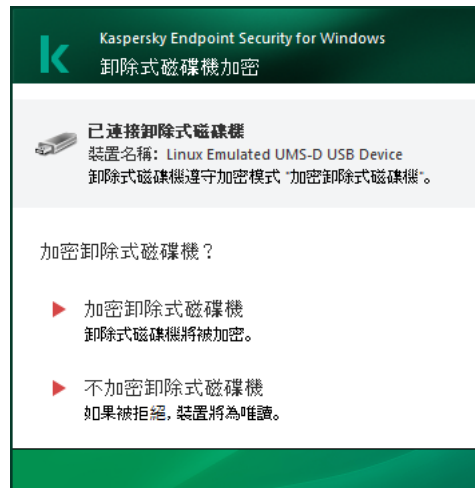 Kaspersky Endpoint Security for Windows
卸除式磁碟機加密
已連接卸除式磁碟機
裝置名稱: Linux Emulated UMS-D USB Device
卸除式磁碟機遵守加密模式 "加密卸除式磁碟機"。
加密卸除式磁碟機？
加密卸除式磁碟機
卸除式磁碟機將被加密。
不加密卸除式磁碟機
如果被拒絕, 裝置將為唯讀。